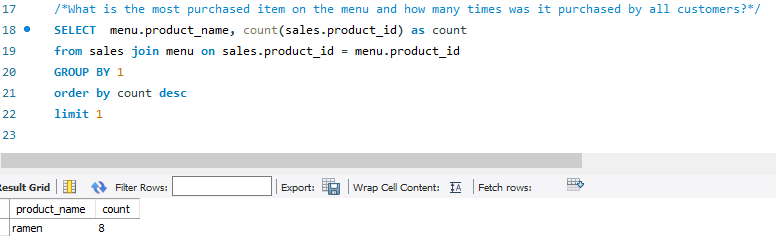 17 /*What is the most purchased item on the menu and how many times was it purchased by all customers?*/
18 SELECT menu.product_name, count(sales.product_id) as count
19 from sales join menu on sales.product_id = menu.product_id
20 GROUP BY 1
21 order by count desc
22 limit 1
23
Result Grid Filter Rows: Export: Wrap Cell Content: Fetch rows:
product_name count
ramen 8